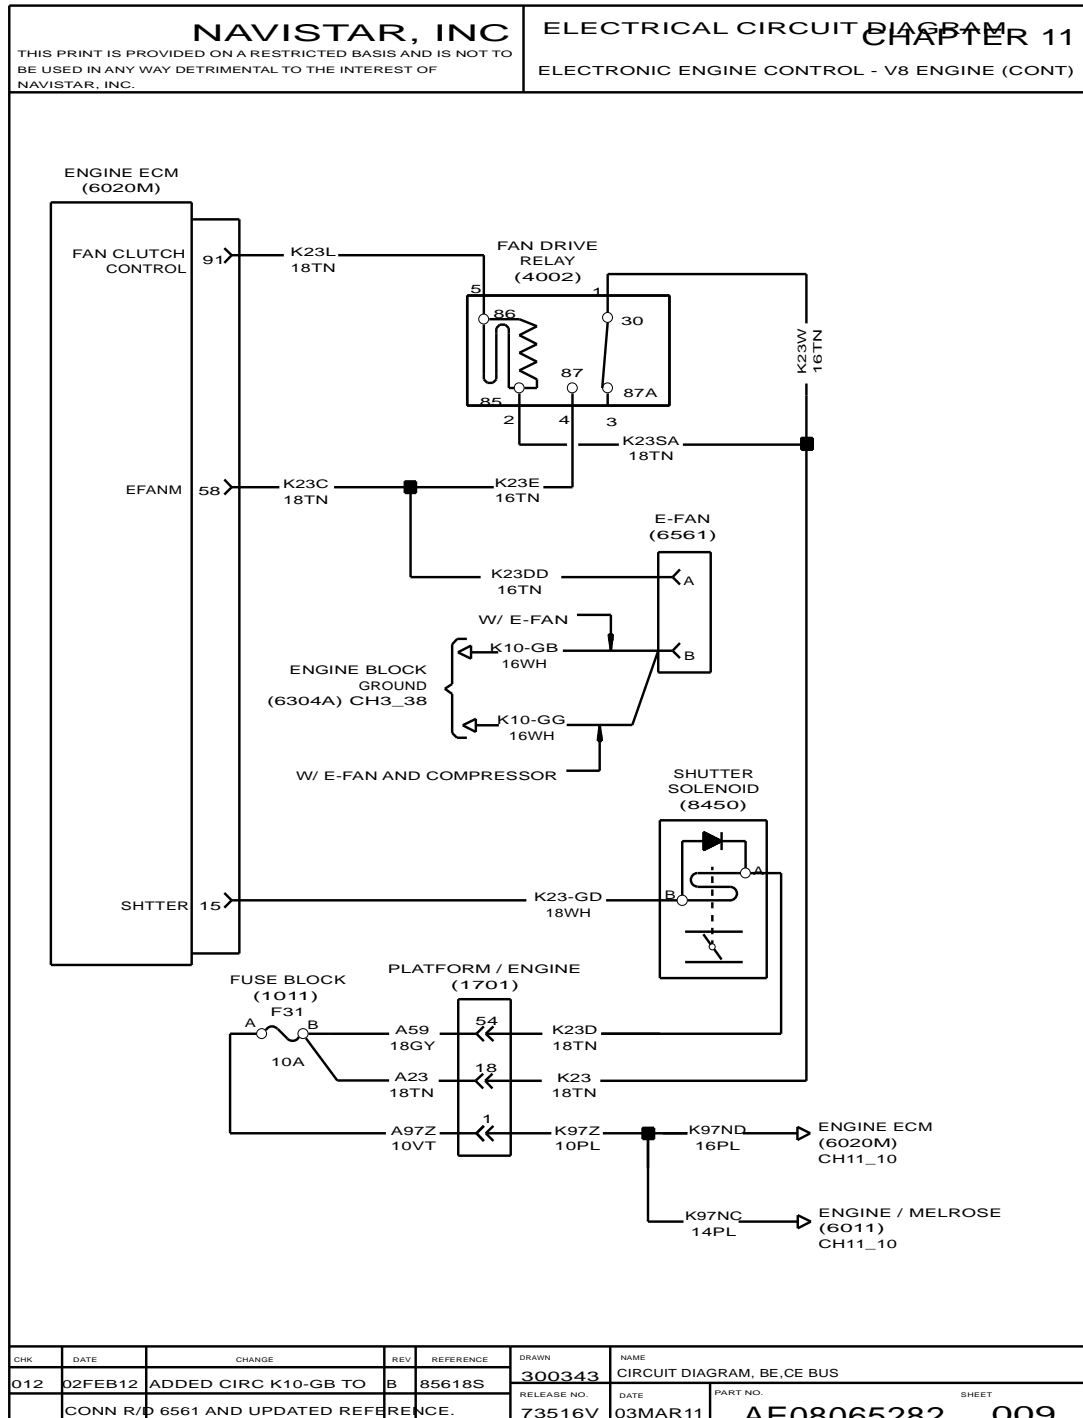 NAVISTAR, INC
THIS PRINT IS PROVIDED ON A RESTRICTED BASIS AND IS NOT TO
BE USED IN ANY WAY DETRIMENTAL TO THE INTEREST OF
NAVISTAR, INC.
ELECTRICAL CIRCUIT DIAGRAM
CHAPTER 11
ELECTRONIC ENGINE CONTROL - V8 ENGINE (CONT)
ENGINE ECM
(6020M)
FAN CLUTCH
CONTROL
91
K23L
18TN
FAN DRIVE
RELAY
(4002)
5
1
86
30
87
87A
85
2
4
3
K23W
16TN
K23SA
18TN
EFANM
58
K23C
18TN
K23E
16TN
E-FAN
(6561)
K23DD
16TN
A
W/ E-FAN
K10-GB
16WH
B
ENGINE BLOCK
GROUND
(6304A) CH3_38
K10-GG
16WH
W/ E-FAN AND COMPRESSOR
SHUTTER
SOLENOID
(8450)
A
B
SHTTER
15
K23-GD
18WH
FUSE BLOCK
(1011)
F31
A
B
10A
PLATFORM / ENGINE
(1701)
A59
18GY
54
K23D
18TN
A23
18TN
18
K23
18TN
A97Z
10VT
1
K97Z
10PL
K97ND
16PL
ENGINE ECM
(6020M)
CH11_10
K97NC
14PL
ENGINE / MELROSE
(6011)
CH11_10
CHK
DATE
CHANGE
REV
REFERENCE
012
02FEB12
ADDED CIRC K10-GB TO
B
85618S
CONN R/D 6561 AND UPDATED REFERENCE.
DRAWN
300343
NAME
CIRCUIT DIAGRAM, BE,CE BUS
RELEASE NO.
73516V
DATE
03MAR11
PART NO.
AE08065282
SHEET
009